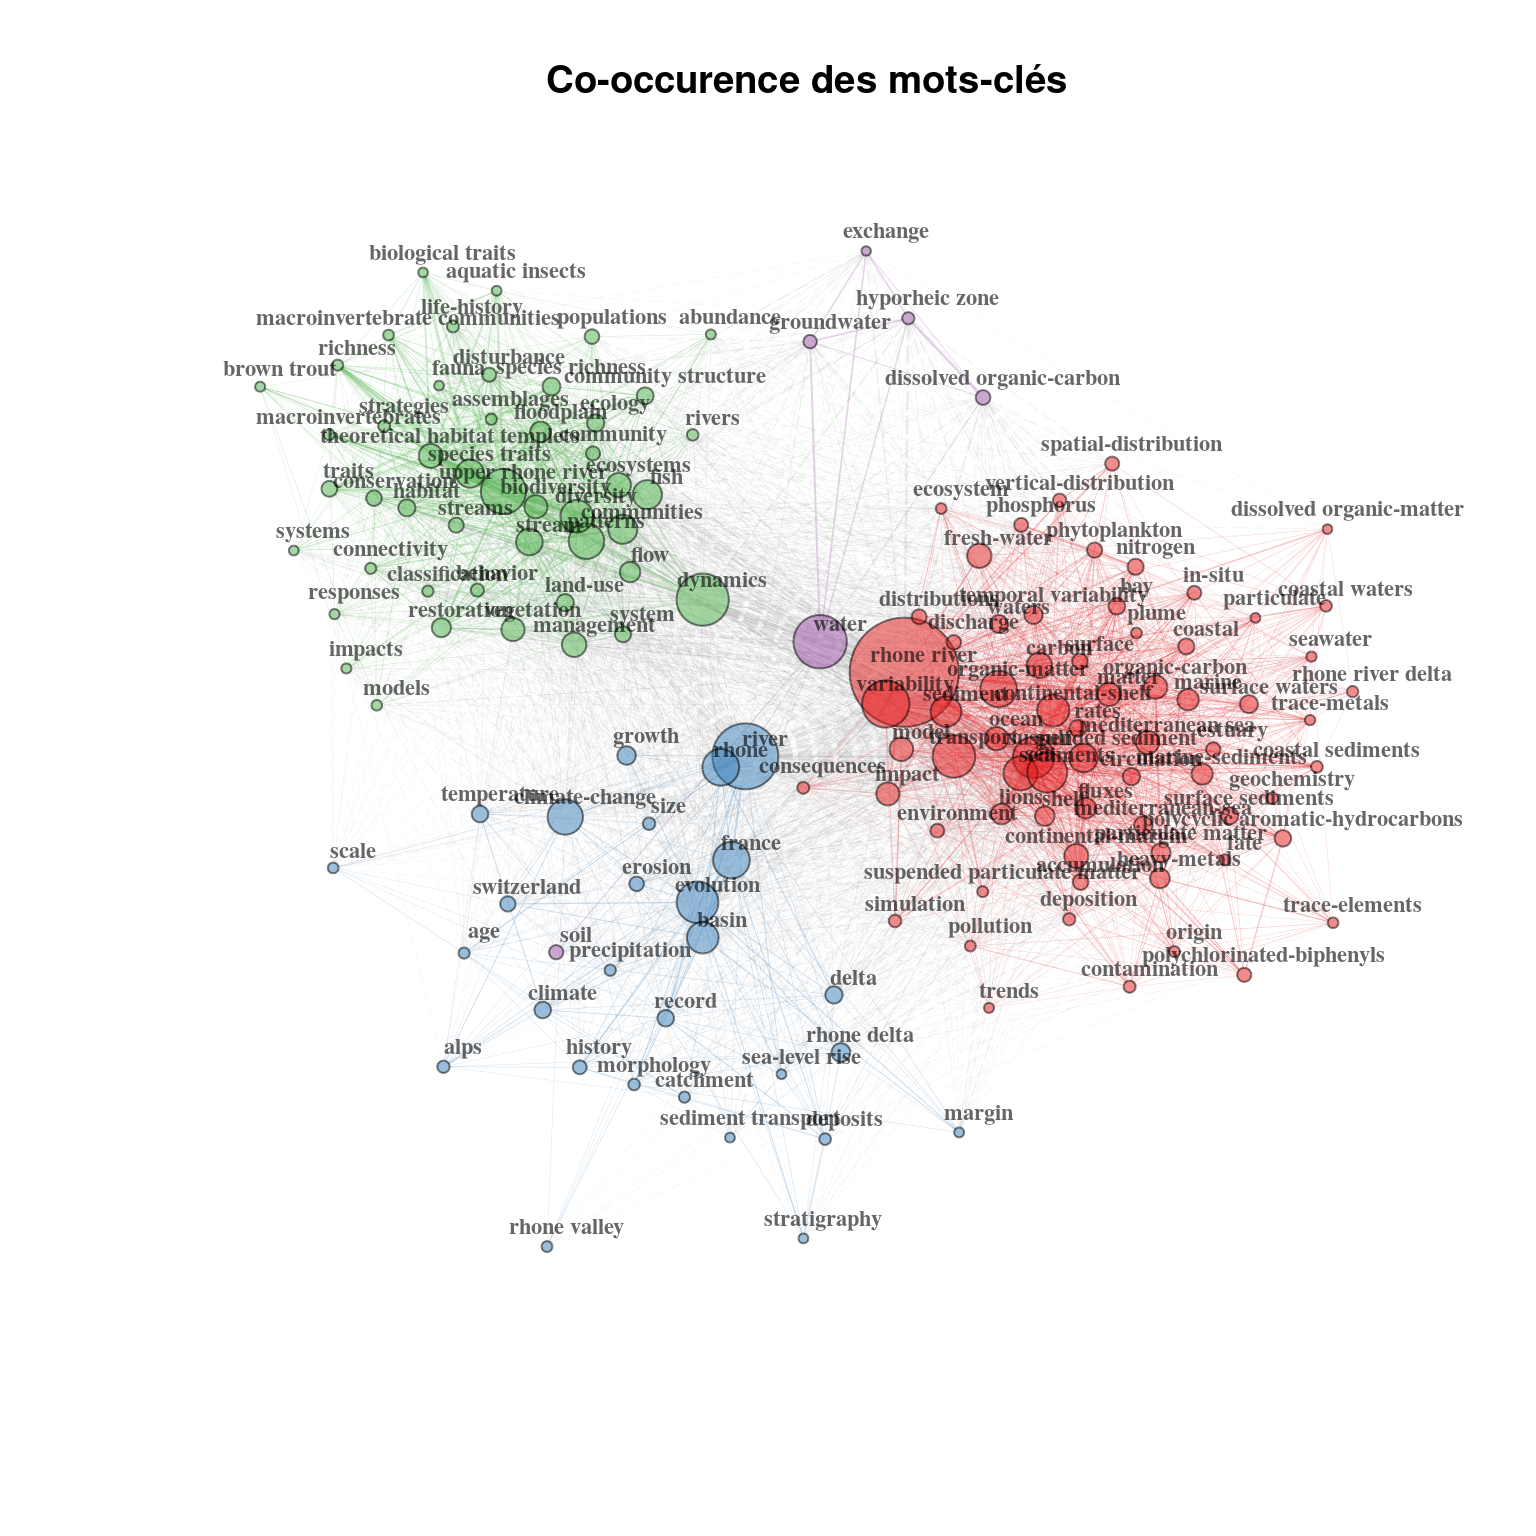 Co-occurence des mots-clés
exchange
biological traits
aquatic insects
hyporheic zone
life-history
macroinvertebrate communities
populations
abundance
groundwater
richness
disturbance
brown trout
fauna
species richness
community structure
dissolved organic-carbon
assemblages
ecology
strategies
floodplain
macroinvertebrates
rivers
theoretical habitat templets
community
spatial-distribution
species traits
ecosystems
traits
upper rhone river
fish
conservation
vertical-distribution
biodiversity
ecosystem
habitat
diversity
phosphorus
streams
communities
dissolved organic-matter
stream
patterns
systems
phytoplankton
fresh-water
connectivity
nitrogen
flow
classification
behavior
dynamics
in-situ
land-use
bay
coastal waters
responses
temporal variability
distributions
particulate
restoration
vegetation
waters
system
plume
management
water
discharge
coastal
impacts
surface
carbon
seawater
rhone river
organic-matter
organic-carbon
rhone river delta
matter
marine
models
variability
sediment
continental-shelf
surface waters
trace-metals
rates
ocean
mediterranean sea
model
estuary
growth
river
transport
suspended sediment
rhone
coastal sediments
sediments
circulation
marine-sediments
consequences
impact
geochemistry
fluxes
temperature
climate-change
lions
shelf
surface sediments
size
mediterranean-sea
environment
polycyclic aromatic-hydrocarbons
continental-margin
particulate matter
france
fate
scale
heavy-metals
accumulation
erosion
suspended particulate matter
switzerland
evolution
simulation
deposition
trace-elements
basin
pollution
age
soil
origin
precipitation
polychlorinated-biphenyls
contamination
delta
climate
record
trends
rhone delta
alps
history
sea-level rise
morphology
catchment
sediment transport
deposits
margin
stratigraphy
rhone valley